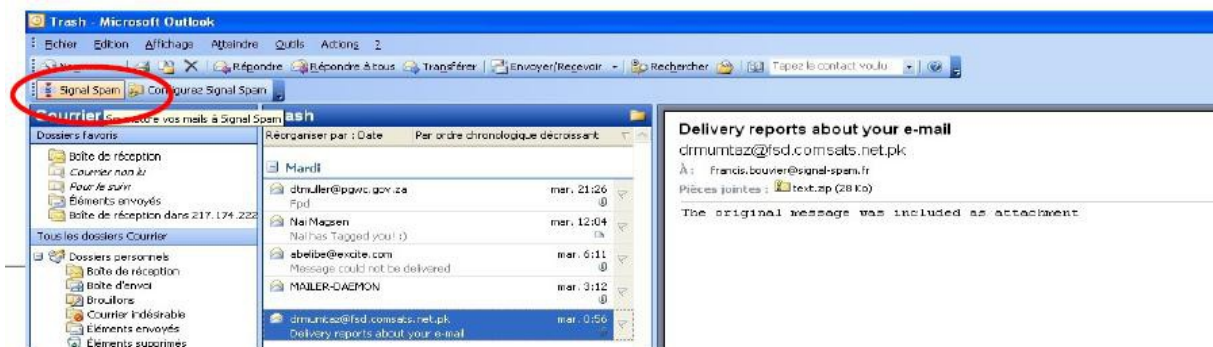 Trash - Microsoft Outlook
Fichier Edition Affichage Atteindre Outils Actions ?
Répondre Répondre à tous Transférer Envoyer/Recevoir Rechercher Tapez le contact voulu
Signal Spam Configurez Signal Spam
Courrier
vos mails à Signal Spam
Dossiers favoris
Boîte de réception
Courrier non lu
Pour le suivi
Éléments envoyés
Boîte de réception dans 217.174.222
Tous les dossiers Courrier
Dossiers personnels
Boîte de réception
Boîte d'envoi
Brouillons
Courrier indésirable
Éléments envoyés
Éléments supprimés
Réorganiser par : Date Par ordre chronologique décroissant
Mardi
dtmuller@pgwc.gov.za mar. 21:26
Fpd
Nai Magsen mar. 12:04
Nai has Tagged you! :)
abelibe@excite.com mar. 6:11
Message could not be delivered
MAILER-DAEMON mar. 3:12
drmumtaz@fsd.comsats.net.pk mar. 0:56
Delivery reports about your e-mail
Delivery reports about your e-mail
drmumtaz@fsd.comsats.net.pk
À : francis.bouvier@signal-spam.fr
Pièces jointes : text.zip (28 Ko)
The original message was included as attachment